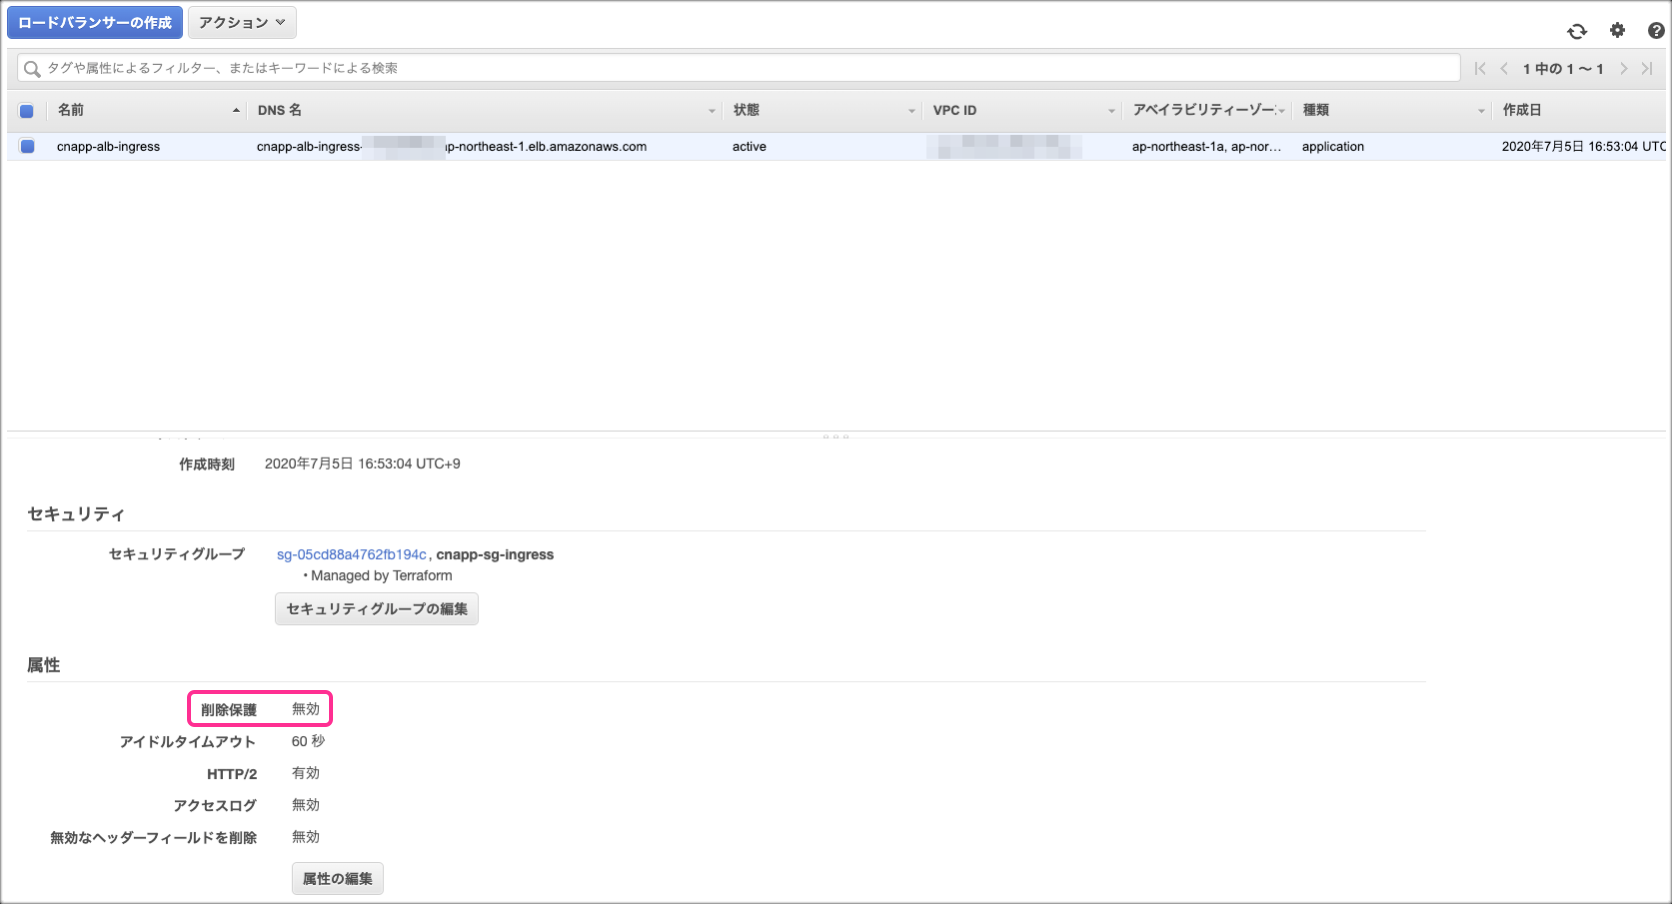 ロードバランサーの作成 アクション
タグや属性によるフィルター、またはキーワードによる検索 1 中の 1 ～ 1
名前 DNS 名 状態 VPC ID アベイラビリティーゾー 種類 作成日
cnapp-alb-ingress cnapp-alb-ingress- ap-northeast-1.elb.amazonaws.com active ap-northeast-1a, ap-nor... application 2020年7月5日 16:53:04 UTC
作成時刻 2020年7月5日 16:53:04 UTC+9
セキュリティ
セキュリティグループ sg-05cd88a4762fb194c, cnapp-sg-ingress
• Managed by Terraform
セキュリティグループの編集
属性
削除保護 無効
アイドルタイムアウト 60 秒
HTTP/2 有効
アクセスログ 無効
無効なヘッダーフィールドを削除 無効
属性の編集